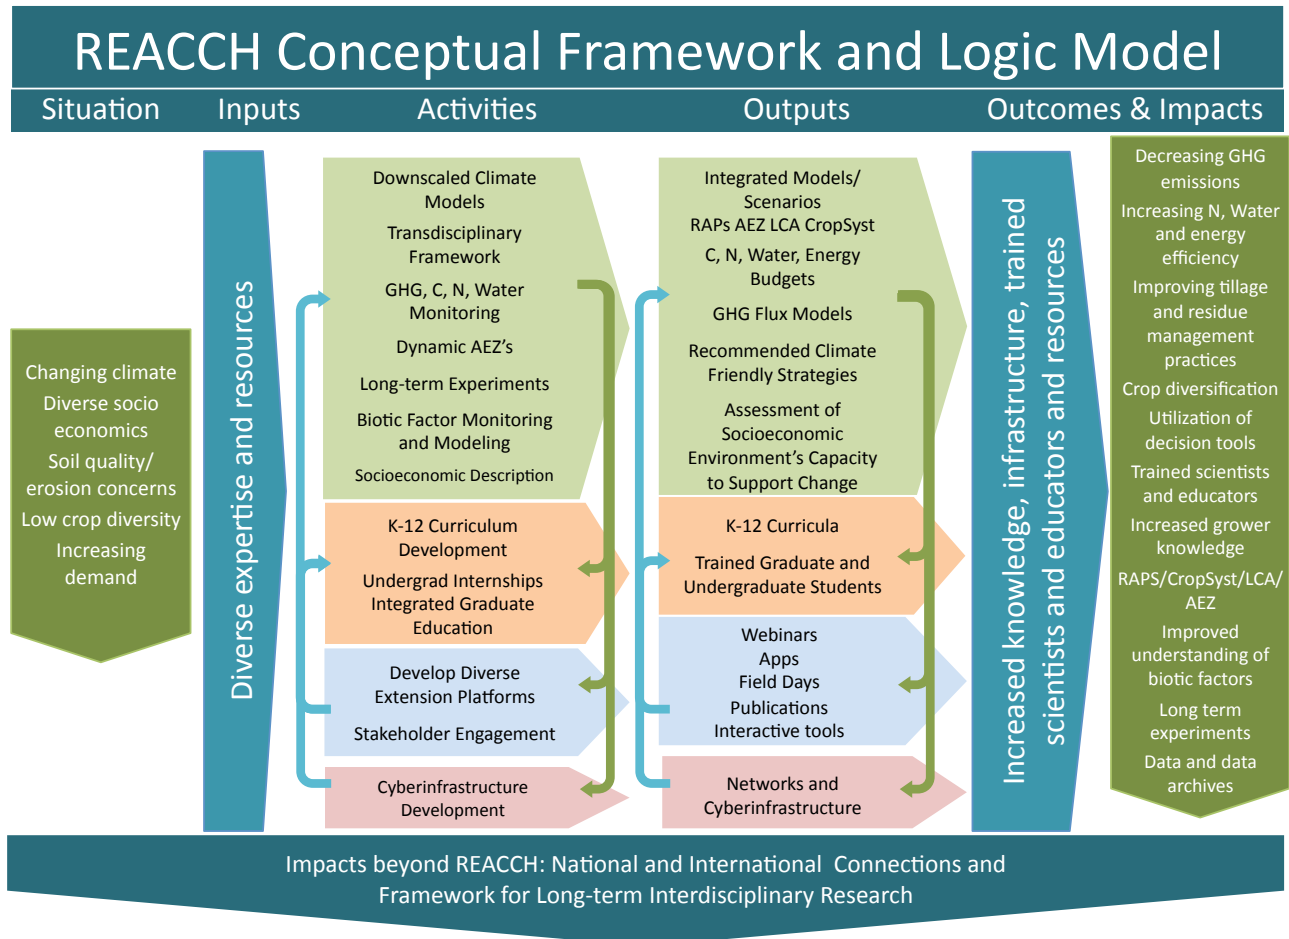 REACCH Conceptual Framework and Logic Model
Situation
Inputs
Activities
Outputs
Outcomes & Impacts
Changing climate
Diverse socio
economics
Soil quality/
erosion concerns
Low crop diversity
Increasing
demand
Diverse expertise and resources
Downscaled Climate
Models
Transdisciplinary
Framework
GHG, C, N, Water
Monitoring
Dynamic AEZ's
Long-term Experiments
Biotic Factor Monitoring
and Modeling
Socioeconomic Description
K-12 Curriculum
Development
Undergrad Internships
Integrated Graduate
Education
Develop Diverse
Extension Platforms
Stakeholder Engagement
Cyberinfrastructure
Development
Integrated Models/
Scenarios
RAPs AEZ LCA CropSyst
C, N, Water, Energy
Budgets
GHG Flux Models
Recommended Climate
Friendly Strategies
Assessment of
Socioeconomic
Environment's Capacity
to Support Change
K-12 Curricula
Trained Graduate and
Undergraduate Students
Webinars
Apps
Field Days
Publications
Interactive tools
Networks and
Cyberinfrastructure
Increased knowledge, infrastructure, trained
scientists and educators and resources
Decreasing GHG
emissions
Increasing N, Water
and energy
efficiency
Improving tillage
and residue
management
practices
Crop diversification
Utilization of
decision tools
Trained scientists
and educators
Increased grower
knowledge
RAPS/CropSyst/LCA/
AEZ
Improved
understanding of
biotic factors
Long term
experiments
Data and data
archives
Impacts beyond REACCH: National and International Connections and
Framework for Long-term Interdisciplinary Research